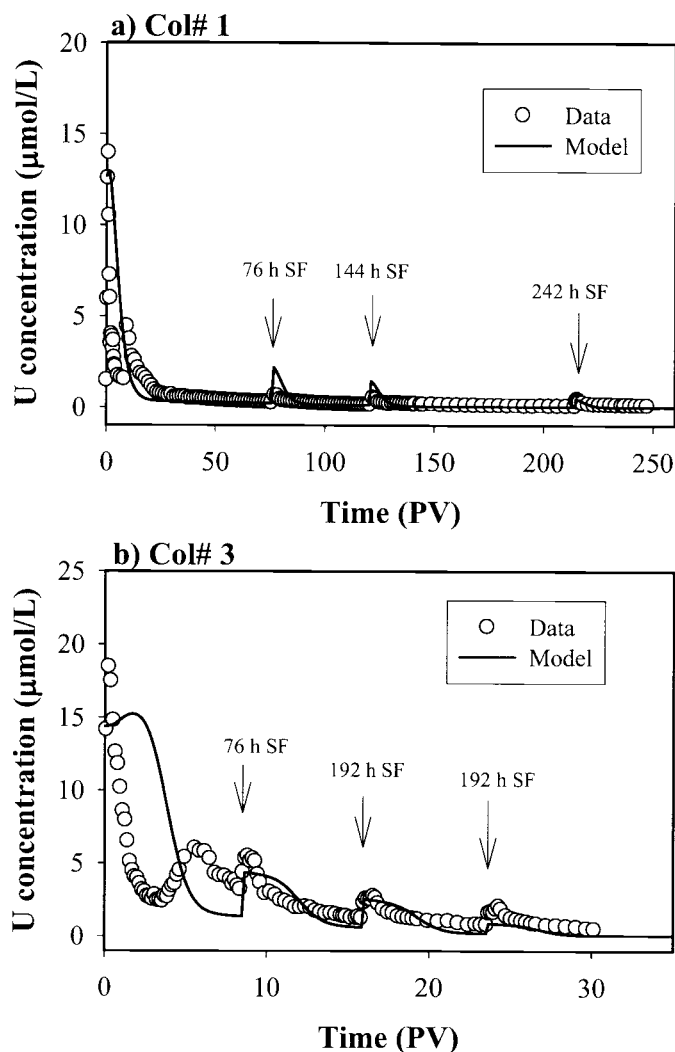 a) Col# 1
20
15
10
5
0
U concentration (μmol/L)
Data
Model
76 h SF
144 h SF
242 h SF
0
50
100
150
200
250
Time (PV)
b) Col# 3
25
20
15
10
5
0
U concentration (μmol/L)
Data
Model
76 h SF
192 h SF
192 h SF
0
10
20
30
Time (PV)